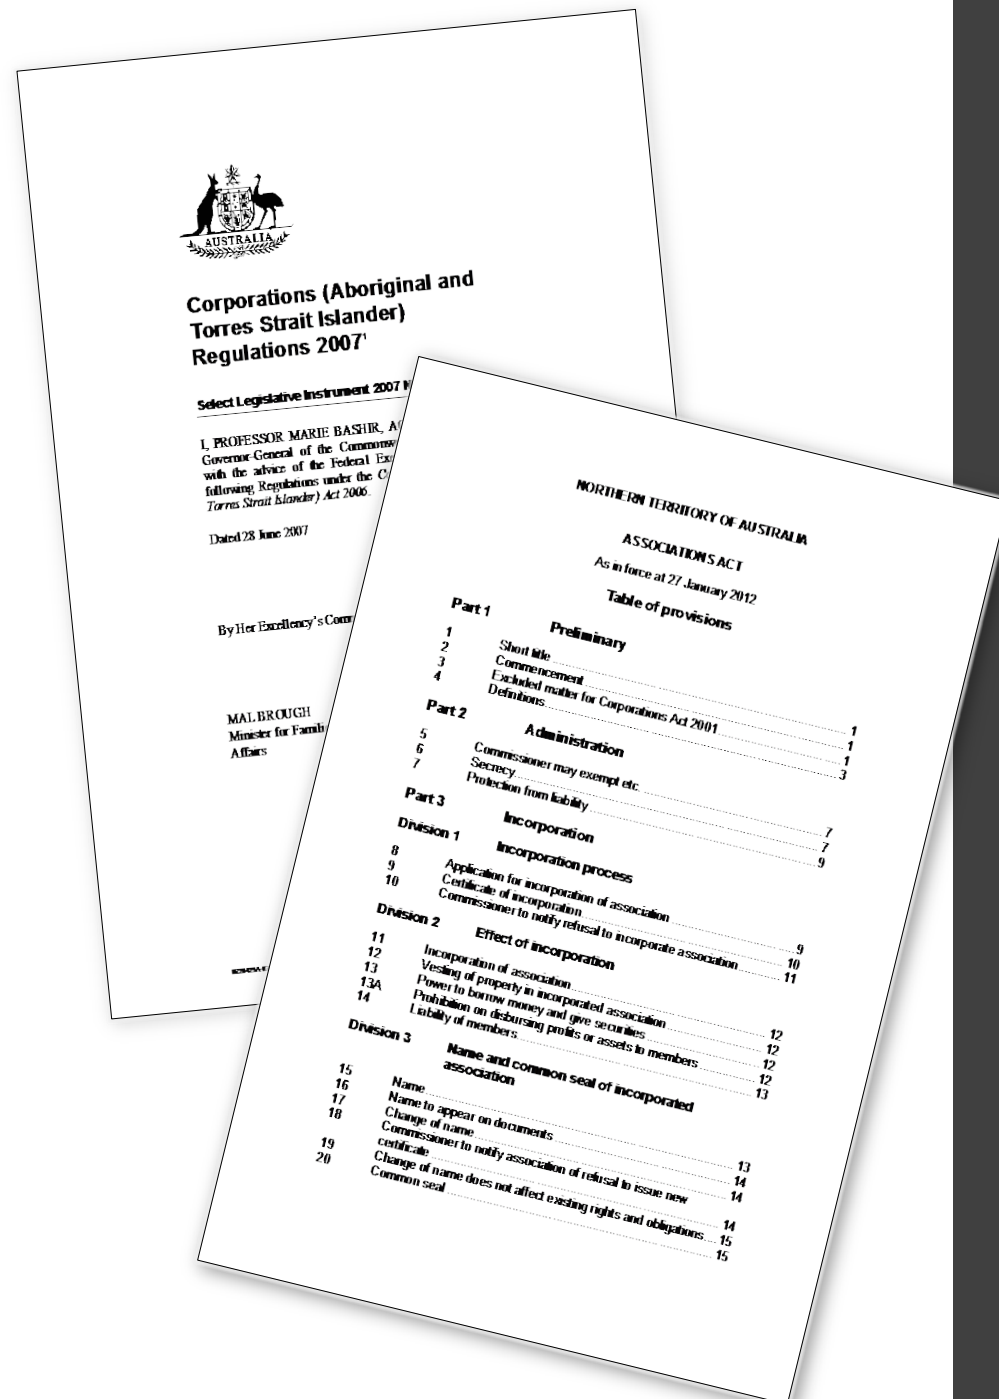 AUSTRALIA
Corporations (Aboriginal and
Torres Strait Islander)
Regulations 2007¹
Select Legislative Instrument 2007
I, PROFESSOR MARIE BASHIR,
Governor-General of the
with the advice of the Federal
following Regulations under the
Torres Strait Islander) Act 2006.
Dated 28 June 2007
By Her Excellency's
MAL BROUGH
Minister for
Affairs
NORTHERN TERRITORY OF AUSTRALIA
ASSOCIATIONS ACT
As in force at 27 January 2012
Table of provisions
Part 1 Preliminary
1 Short title 1
2 Commencement 1
3 Excluded matter for Corporations Act 2001 1
4 Definitions 3
Part 2 Administration
5 Commissioner may exempt etc. 7
6 Secrecy 7
7 Protection from liability 9
Part 3 Incorporation
Division 1 Incorporation process
8 Application for incorporation of association 9
9 Certificate of incorporation 10
10 Commissioner to notify refusal to incorporate association 11
Division 2 Effect of incorporation
11 Incorporation of association 12
12 Vesting of property in incorporated association 12
13 Power to borrow money and give securities 12
13A Prohibition on disbursing profits or assets to members 12
14 Liability of members 13
Division 3 Name and common seal of incorporated
association
15 Name 13
16 Name to appear on documents 14
17 Change of name 14
18 Commissioner to notify association of refusal to issue new
certificate 14
19 Change of name does not affect existing rights and obligations 15
20 Common seal 15